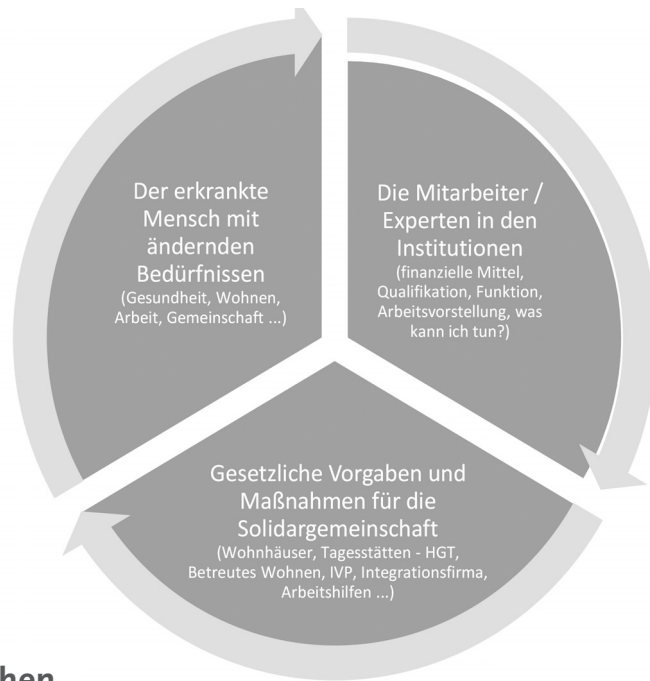 Der erkrankte
Mensch mit
ändernden
Bedürfnissen
(Gesundheit, Wohnen,
Arbeit, Gemeinschaft ...)
Die Mitarbeiter /
Experten in den
Institutionen
(finanzielle Mittel,
Qualifikation, Funktion,
Arbeitsvorstellung, was
kann ich tun?)
Gesetzliche Vorgaben und
Maßnahmen für die
Solidargemeinschaft
(Wohnhäuser, Tagesstätten - HGT,
Betreutes Wohnen, IVP, Integrationsfirma,
Arbeitshilfen ...)